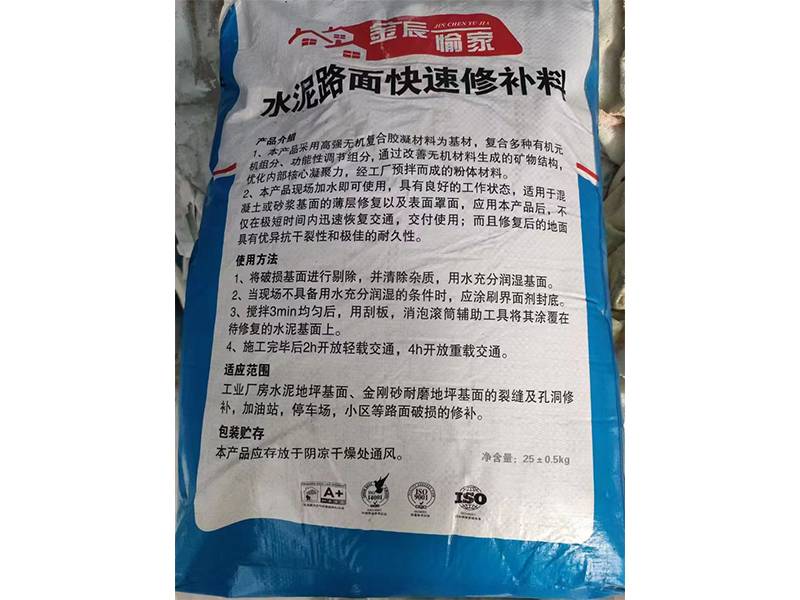 金辰
JIN CHEN YU JIA
愉家
水泥路面快速修补料
产品介绍
1、本产品采用高强无机复合胶凝材料为基材，复合多种有机元
机组分、功能性调节组分，通过改善无机材料生成的矿物结构，
优化内部核心凝聚力，经工厂预拌而成的粉体材料。
2、本产品现场加水即可使用，具有良好的工作状态，适用于混
凝土或砂浆基面的薄层修复以及表面罩面，应用本产品后，不
仅在极短时间内迅速恢复交通，交付使用；而且修复后的地面
具有优异抗干裂性和极佳的耐久性。
使用方法
1、将破损基面进行剔除，并清除杂质，用水充分润湿基面。
2、当现场不具备用水充分润湿的条件时，应涂刷界面剂封底。
3、搅拌3min均匀后，用刮板，消泡滚筒辅助工具将其涂覆在
待修复的水泥基面上。
4、施工完毕后2h开放轻载交通，4h开放重载交通。
适应范围
工业厂房水泥地坪基面、金刚砂耐磨地坪基面的裂缝及孔洞修
补，加油站，停车场，小区等路面破损的修补。
包装贮存
本产品应存放于阴凉干燥处通风。
净含量：25±0.5kg
A+
ISO
14001
ISO
9001
ISO